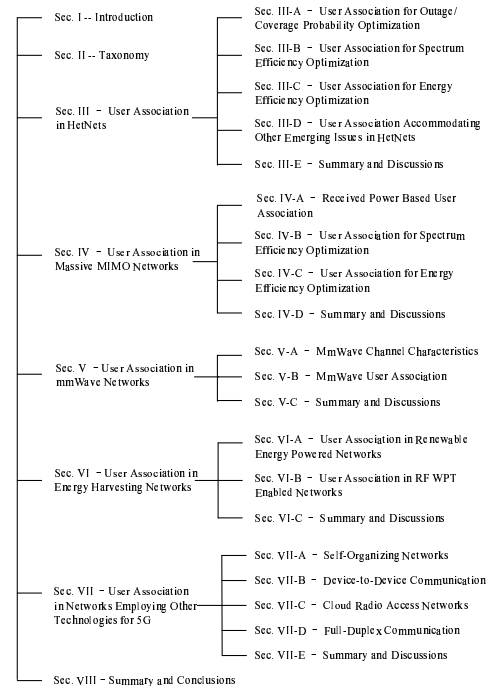 Sec. I -- Introduction
Sec. II -- Taxonomy
Sec. III - User Association
in HetNets
Sec. III-A - User Association for Outage/
Coverage Probability Optimization
Sec. III-B - User Association for Spectrum
Efficiency Optimization
Sec. III-C - User Association for Energy
Efficiency Optimization
Sec. III-D - User Association Accommodating
Other Emerging Issues in HetNets
Sec. III-E - Summary and Discussions
Sec. IV - User Association in
Massive MIMO Networks
Sec. IV-A - Received Power Based User
Association
Sec. IV-B - User Association for Spectrum
Efficiency Optimization
Sec. IV-C - User Association for Energy
Efficiency Optimization
Sec. IV-D - Summary and Discussions
Sec. V - User Association in
mmWave Networks
Sec. V-A - MmWave Channel Characteristics
Sec. V-B - MmWave User Association
Sec. V-C - Summary and Discussions
Sec. VI - User Association in
Energy Harvesting Networks
Sec. VI-A - User Association in Renewable
Energy Powered Networks
Sec. VI-B - User Association in RF WPT
Enabled Networks
Sec. VI-C - Summary and Discussions
Sec. VII - User Association
in Networks Employing Other
Technologies for 5G
Sec. VII-A - Self-Organizing Networks
Sec. VII-B - Device-to-Device Communication
Sec. VII-C - Cloud Radio Access Networks
Sec. VII-D - Full-Duplex Communication
Sec. VII-E - Summary and Discussions
Sec. VIII - Summary and Conclusions